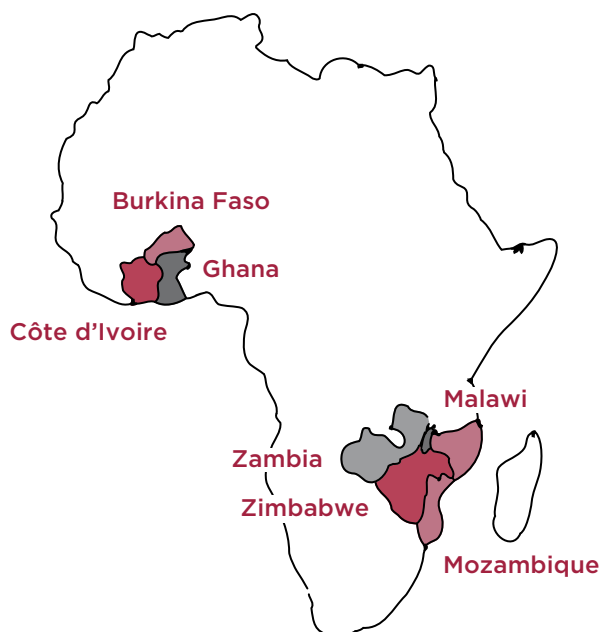 Burkina Faso
Ghana
Côte d’Ivoire
Malawi
Zambia
Zimbabwe
Mozambique